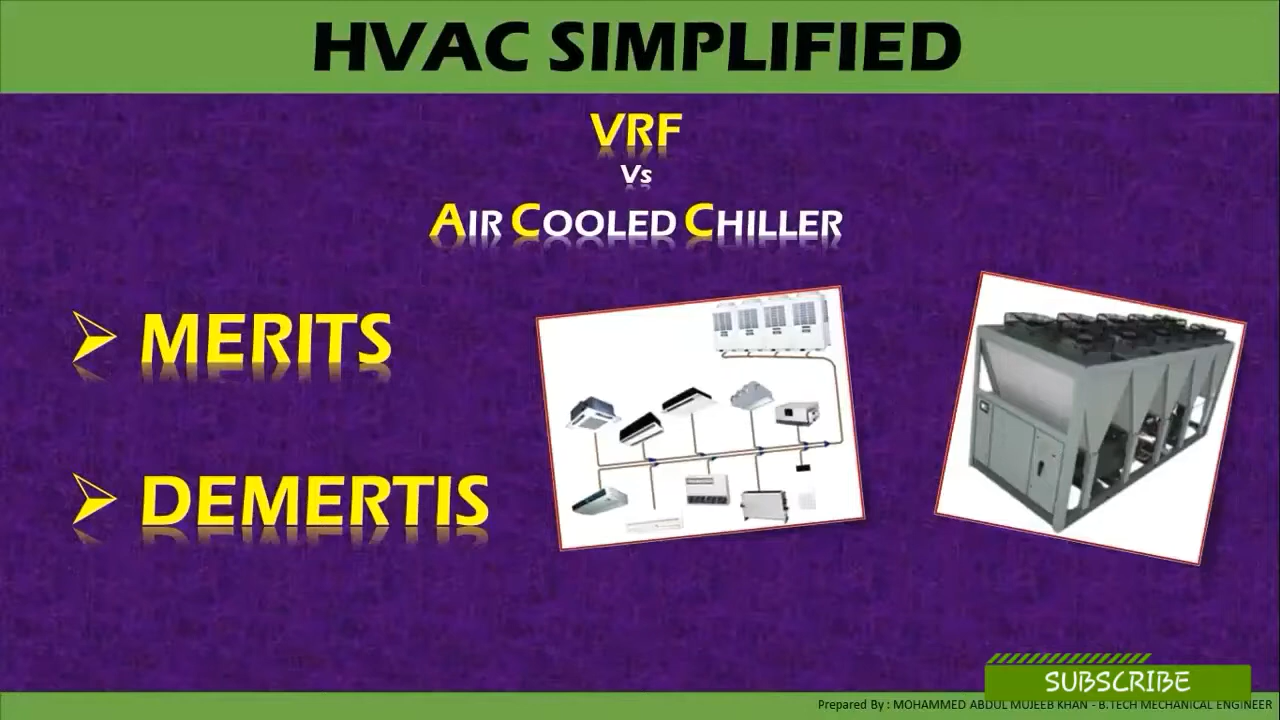 HVAC SIMPLIFIED
VRF
Vs
AIR COOLED CHILLER
MERITS
DEMERTIS
SUBSCRIBE
Prepared By : MOHAMMED ABDUL MUJEEB KHAN - B.TECH MECHANICAL ENGINEER